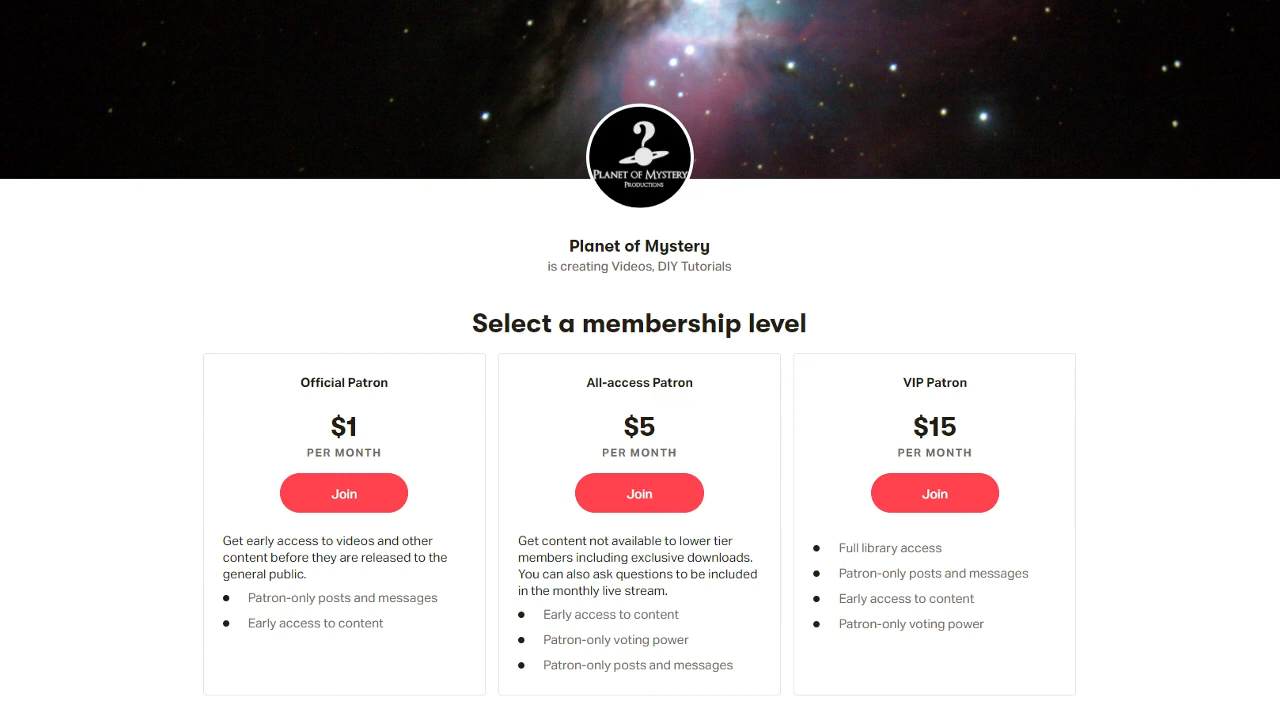 ?
PLANET OF MYSTERY
PRODUCTIONS
Planet of Mystery
is creating Videos, DIY Tutorials
Select a membership level
Official Patron
$1
PER MONTH
Join
Get early access to videos and other
content before they are released to the
general public.
Patron-only posts and messages
Early access to content
All-access Patron
$5
PER MONTH
Join
Get content not available to lower tier
members including exclusive downloads.
You can also ask questions to be included
in the monthly live stream.
Early access to content
Patron-only voting power
Patron-only posts and messages
VIP Patron
$15
PER MONTH
Join
Full library access
Patron-only posts and messages
Early access to content
Patron-only voting power